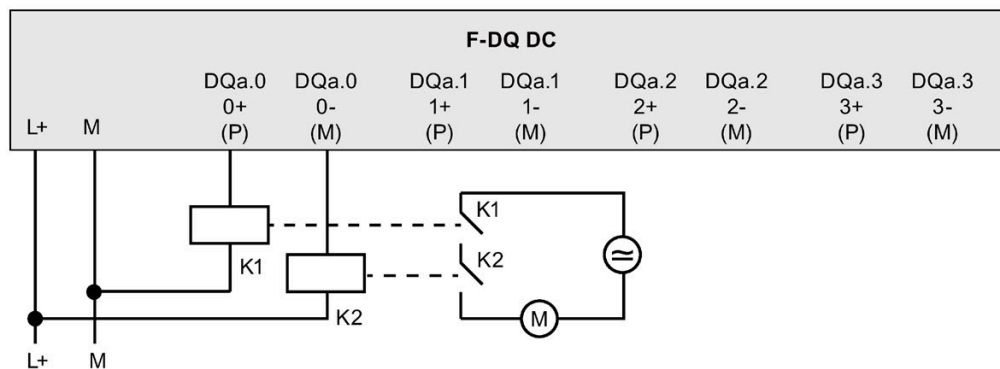 F-DQ DC
DQa.0 DQa.0 DQa.1 DQa.1 DQa.2 DQa.2 DQa.3 DQa.3
0+ 0- 1+ 1- 2+ 2- 3+ 3-
L+ M (P) (M) (P) (M) (P) (M) (P) (M)
K1
K2
K1
K2
M
L+ M